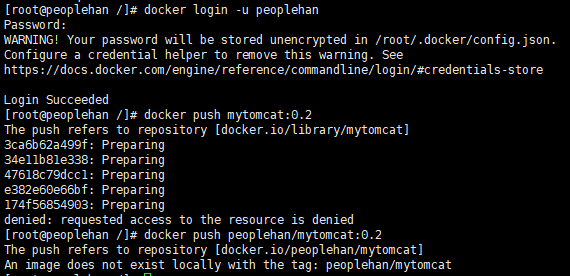 [root@peoplehan /]# docker login -u peoplehan
Password:
WARNING! Your password will be stored unencrypted in /root/.docker/config.json.
Configure a credential helper to remove this warning. See
https://docs.docker.com/engine/reference/commandline/login/#credentials-store

Login Succeeded
[root@peoplehan /]# docker push mytomcat:0.2
The push refers to repository [docker.io/library/mytomcat]
3ca6b62a499f: Preparing
34e11b81e338: Preparing
47618c79dcc1: Preparing
e382e60e66bf: Preparing
174f56854903: Preparing
denied: requested access to the resource is denied
[root@peoplehan /]# docker push peoplehan/mytomcat:0.2
The push refers to repository [docker.io/peoplehan/mytomcat]
An image does not exist locally with the tag: peoplehan/mytomcat